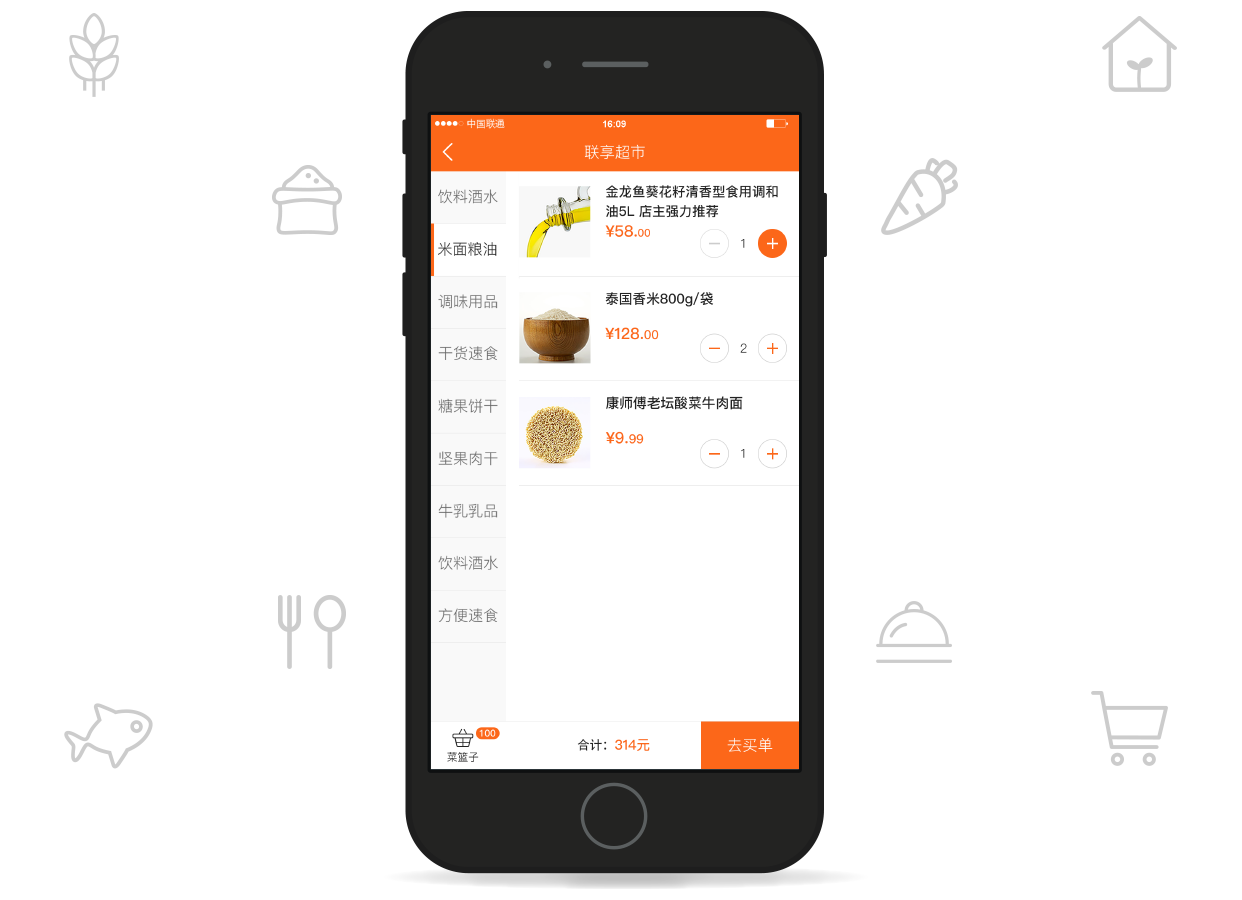 中国联通 16:09
联享超市
饮料酒水
米面粮油
调味用品
干货速食
糖果饼干
坚果肉干
牛乳乳品
饮料酒水
方便速食
金龙鱼葵花籽清香型食用调和
油5L 店主强力推荐
¥58.00
1
泰国香米800g/袋
¥128.00
2
康师傅老坛酸菜牛肉面
¥9.99
1
100
菜篮子
合计：314元
去买单